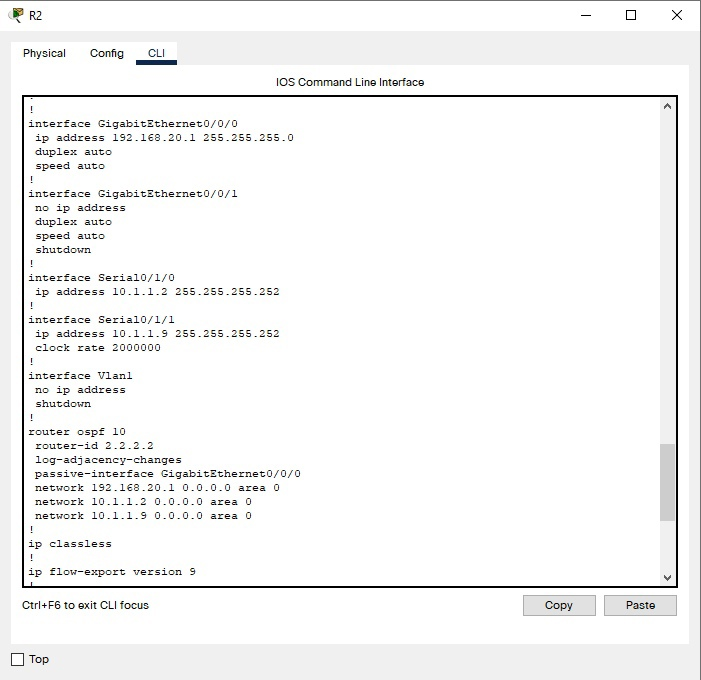 R2
Physical Config CLI
IOS Command Line Interface
!
interface GigabitEthernet0/0/0
 ip address 192.168.20.1 255.255.255.0
 duplex auto
 speed auto
!
interface GigabitEthernet0/0/1
 no ip address
 duplex auto
 speed auto
 shutdown
!
interface Serial0/1/0
 ip address 10.1.1.2 255.255.255.252
!
interface Serial0/1/1
 ip address 10.1.1.9 255.255.255.252
 clock rate 2000000
!
interface Vlan1
 no ip address
 shutdown
!
router ospf 10
 router-id 2.2.2.2
 log-adjacency-changes
 passive-interface GigabitEthernet0/0/0
 network 192.168.20.1 0.0.0.0 area 0
 network 10.1.1.2 0.0.0.0 area 0
 network 10.1.1.9 0.0.0.0 area 0
!
ip classless
!
ip flow-export version 9
!
Ctrl+F6 to exit CLI focus
Copy Paste
Top